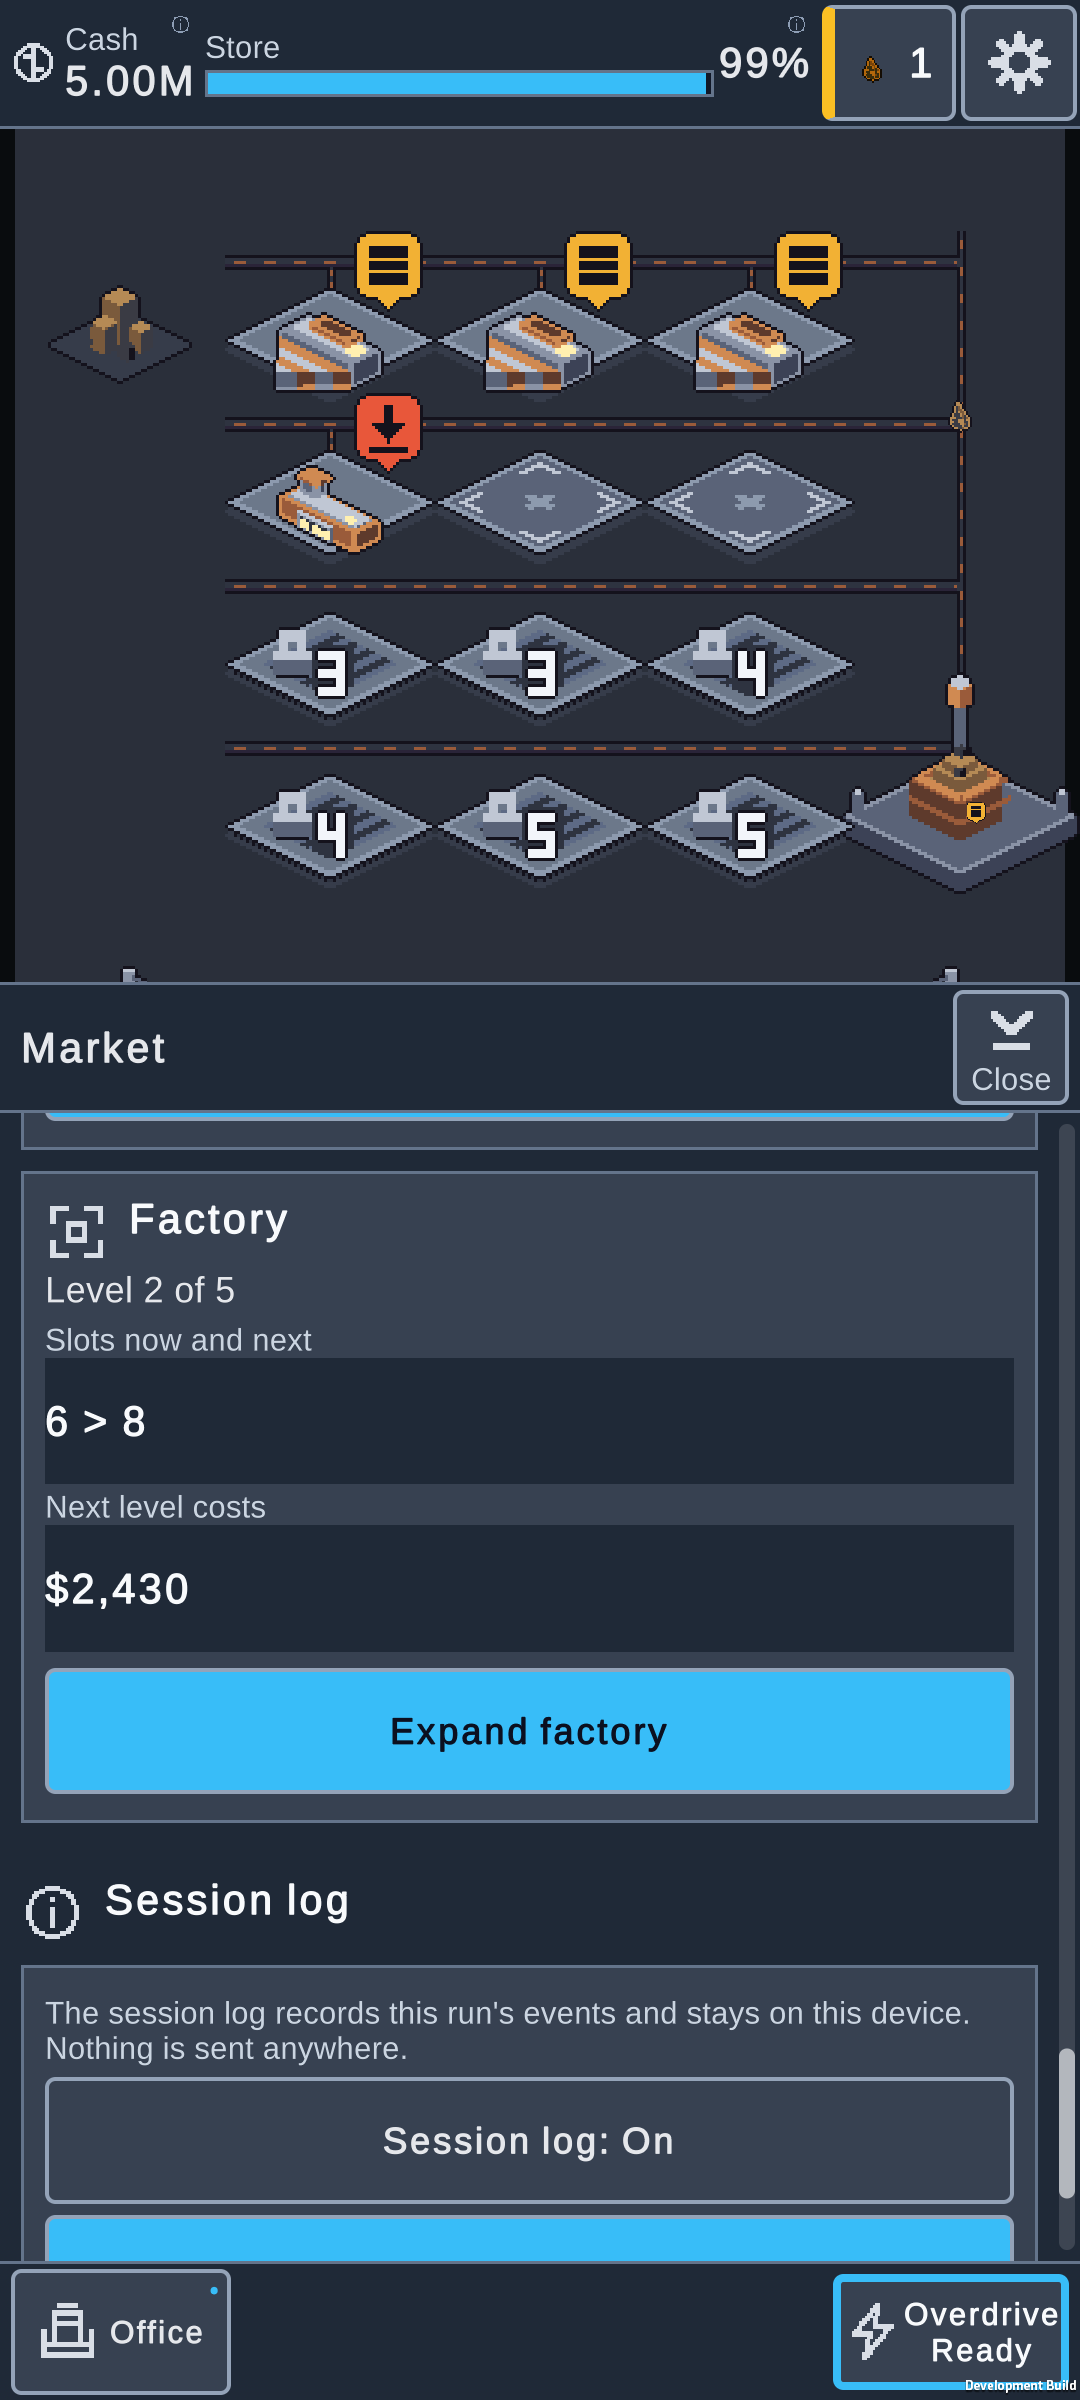 Cash
5.00M
Store
99%
1
3 3 4
4 5 5
Market
Close
Factory
Level 2 of 5
Slots now and next
6 > 8
Next level costs
$2,430
Expand factory
Session log
The session log records this run's events and stays on this device.
Nothing is sent anywhere.
Session log: On
Office
Overdrive
Ready
Development Build